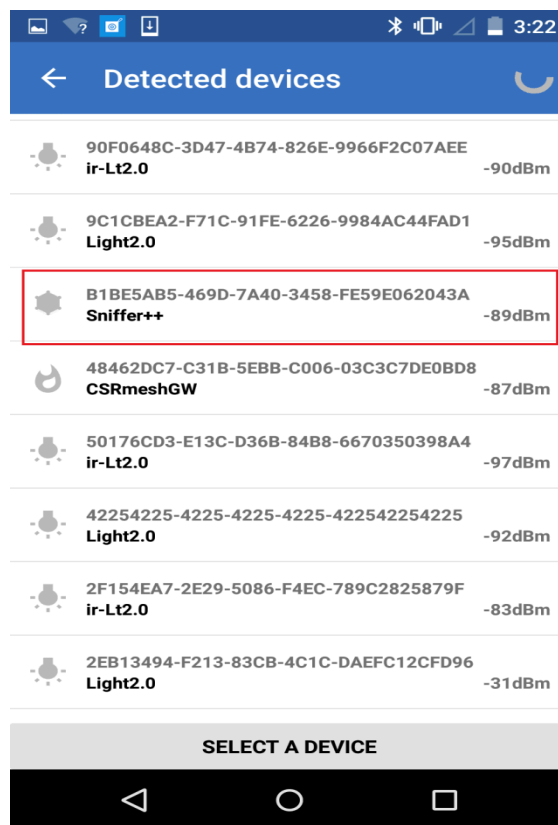 3:22
Detected devices
90F0648C-3D47-4B74-826E-9966F2C07AEE
ir-Lt2.0 -90dBm
9C1CBEA2-F71C-91FE-6226-9984AC44FAD1
Light2.0 -95dBm
B1BE5AB5-469D-7A40-3458-FE59E062043A
Sniffer++ -89dBm
48462DC7-C31B-5EBB-C006-03C3C7DE0BD8
CSRmeshGW -87dBm
50176CD3-E13C-D36B-84B8-6670350398A4
ir-Lt2.0 -97dBm
42254225-4225-4225-4225-422542254225
Light2.0 -92dBm
2F154EA7-2E29-5086-F4EC-789C2825879F
ir-Lt2.0 -83dBm
2EB13494-F213-83CB-4C1C-DAEFC12CFD96
Light2.0 -31dBm
SELECT A DEVICE